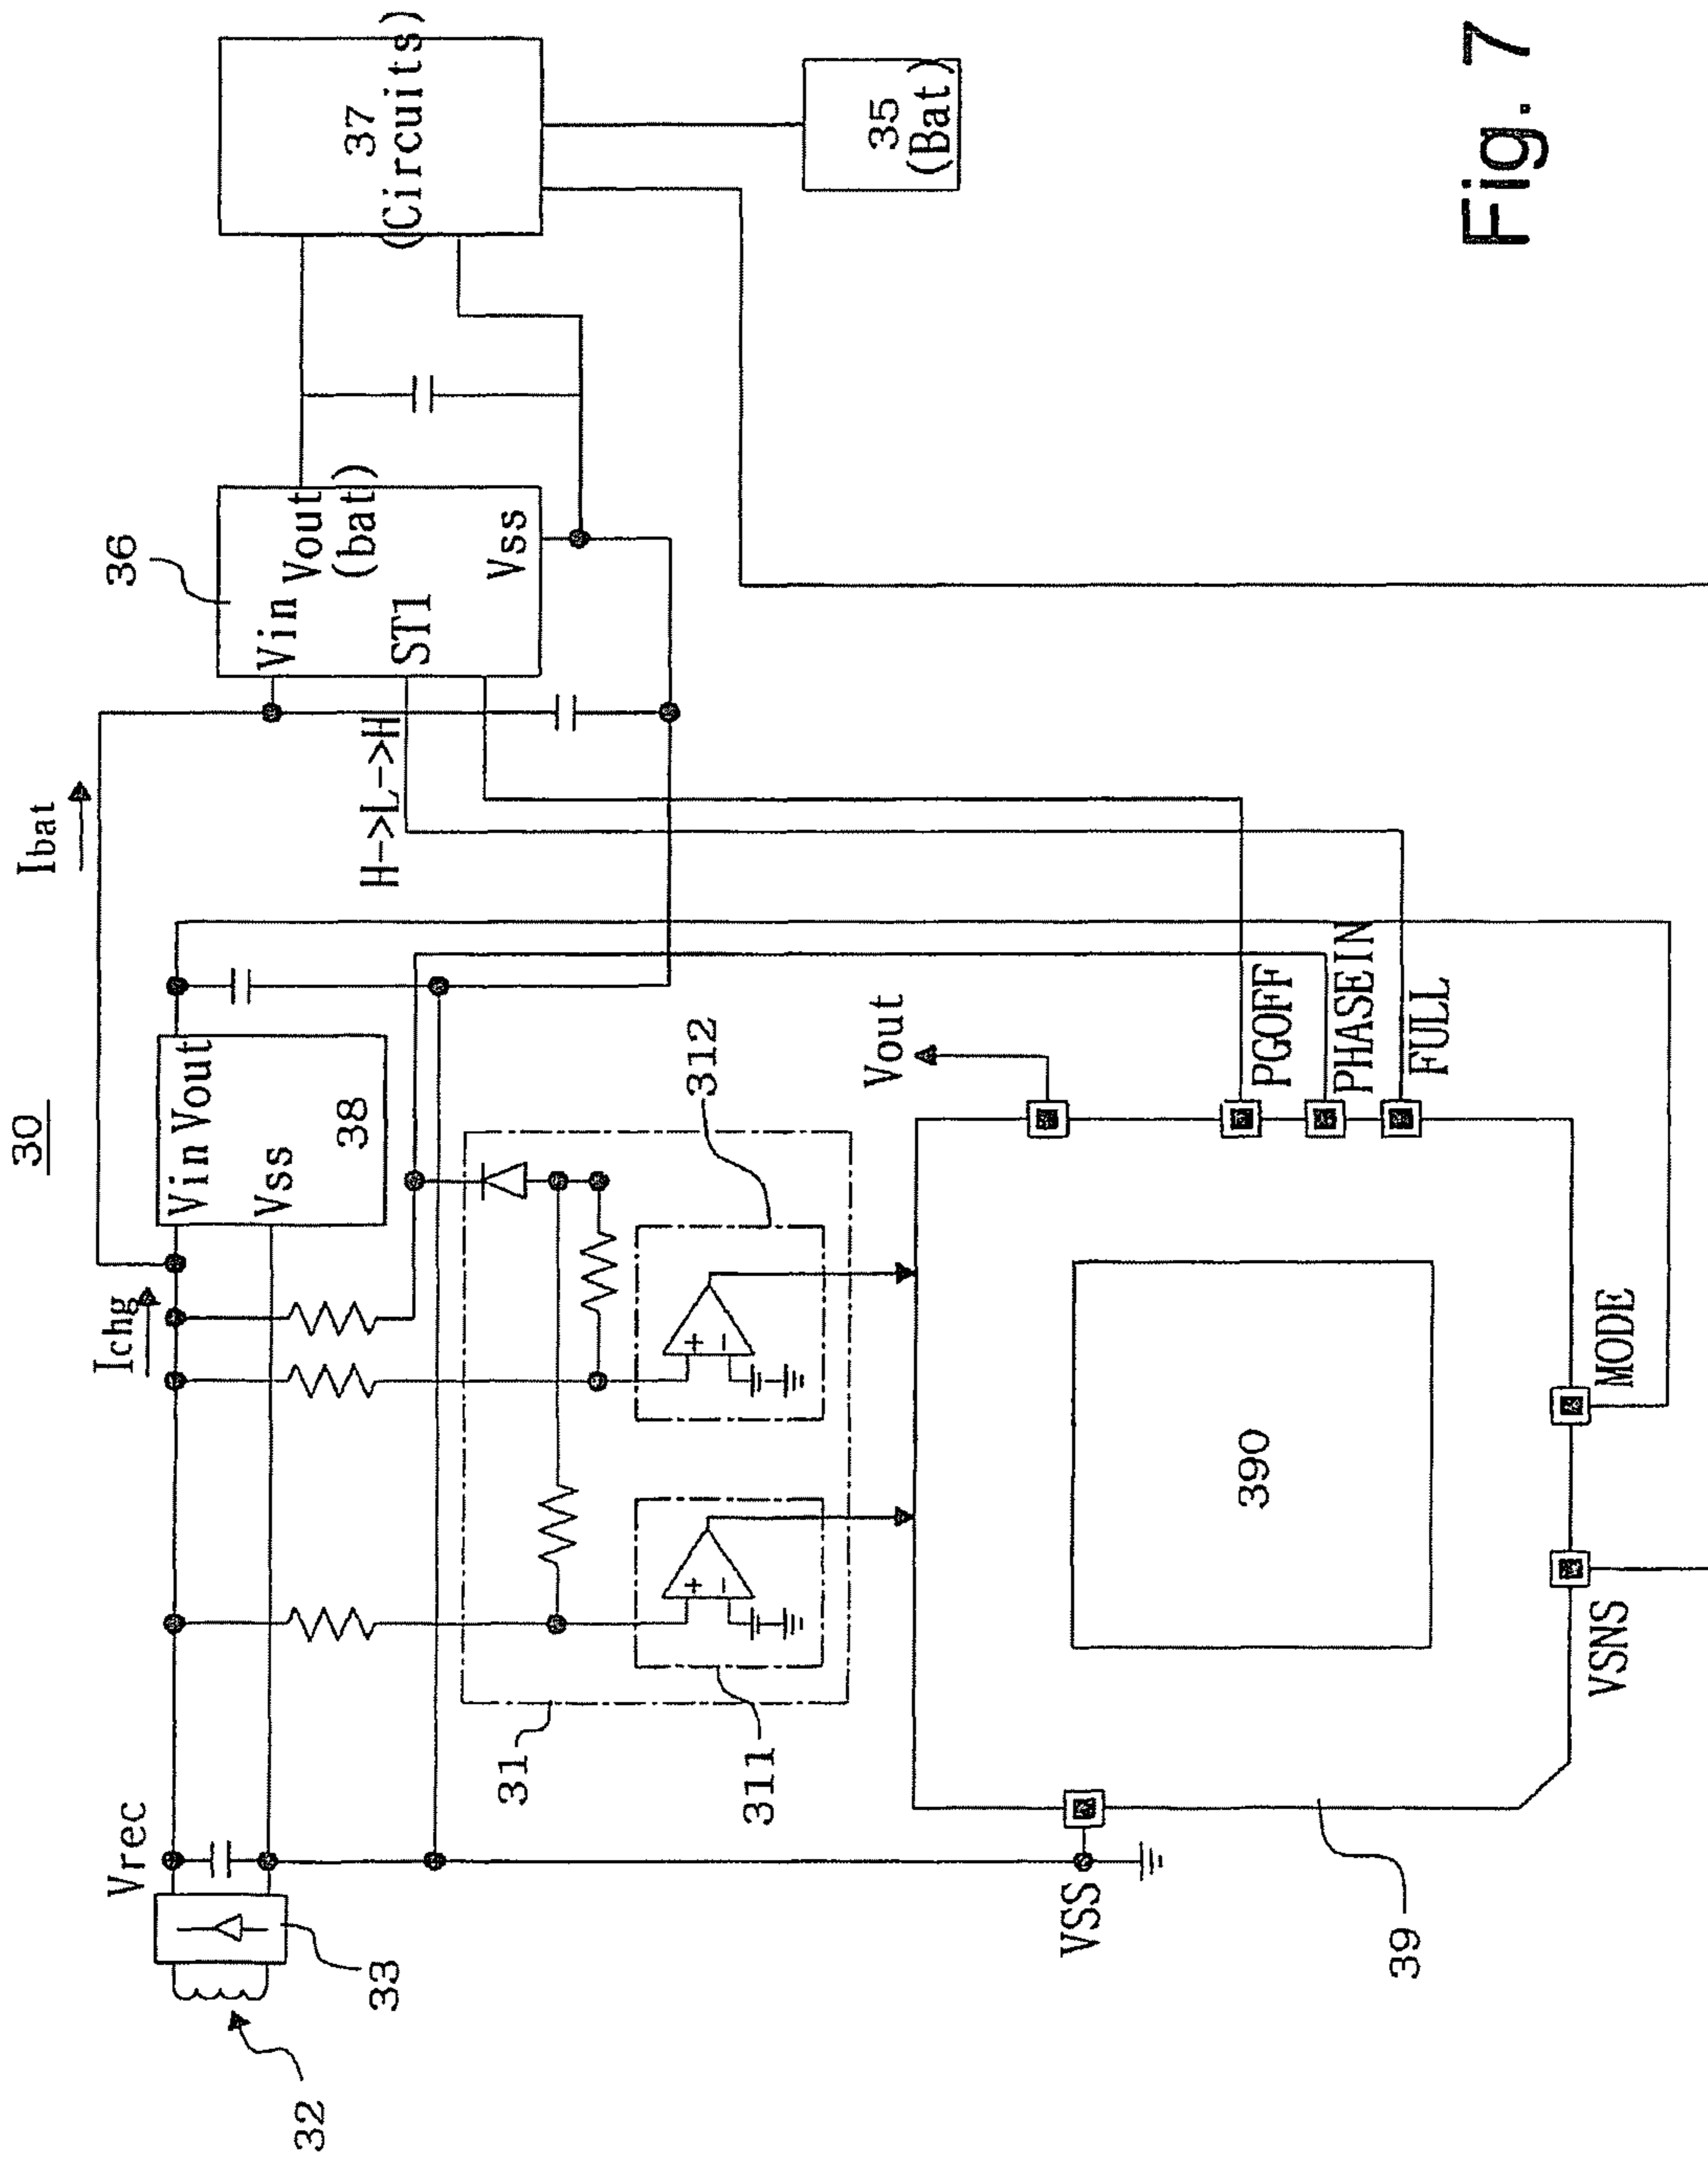 30
Ibat
Ichg
Vrec
Vin Vout
Vss
38
36
Vin Vout
(bat)
ST1
Vss
H->L->H
37
(Circuits)
35
(Bat)
32
33
31
311
312
Vout
PGOFF
PHASEIN
FULL
VSS
390
39
VSNS
MODE
Fig. 7